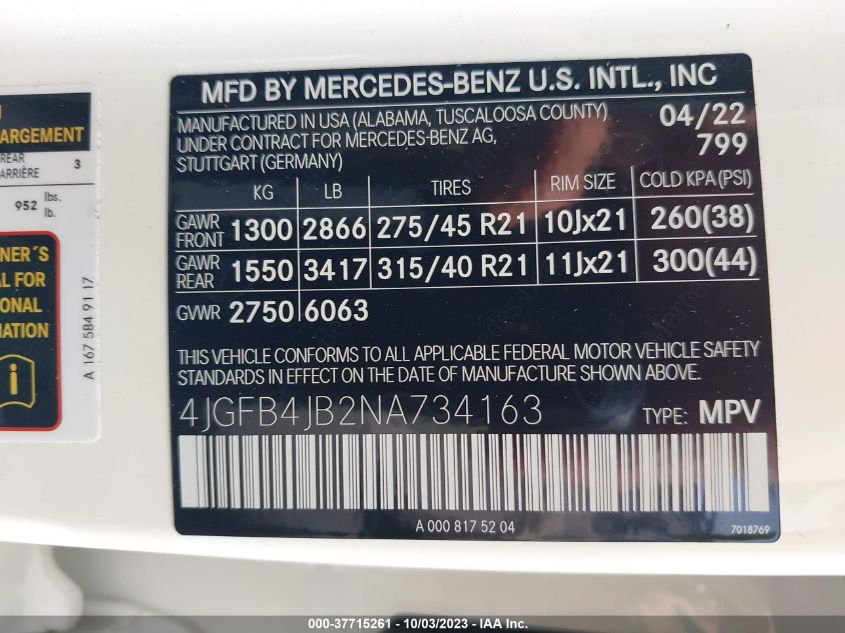 ARGEMENT
REAR
ARRIÈRE 3
952 lbs.
lb.
NER'S
AL FOR
ONAL
MATION
A 167 584 91 17
MFD BY MERCEDES-BENZ U.S. INTL., INC
MANUFACTURED IN USA (ALABAMA, TUSCALOOSA COUNTY) 04/22
UNDER CONTRACT FOR MERCEDES-BENZ AG, 799
STUTTGART (GERMANY)
KG LB TIRES RIM SIZE COLD KPA(PSI)
GAWR FRONT 1300 2866 275/45 R21 10Jx21 260(38)
GAWR REAR 1550 3417 315/40 R21 11Jx21 300(44)
GVWR 2750 6063
THIS VEHICLE CONFORMS TO ALL APPLICABLE FEDERAL MOTOR VEHICLE SAFETY
STANDARDS IN EFFECT ON THE DATE OF MANUFACTURE SHOWN ABOVE.
4JGFB4JB2NA734163 TYPE: MPV
A 000 817 52 04 7018769
000-37715261 - 10/03/2023 - IAA Inc.